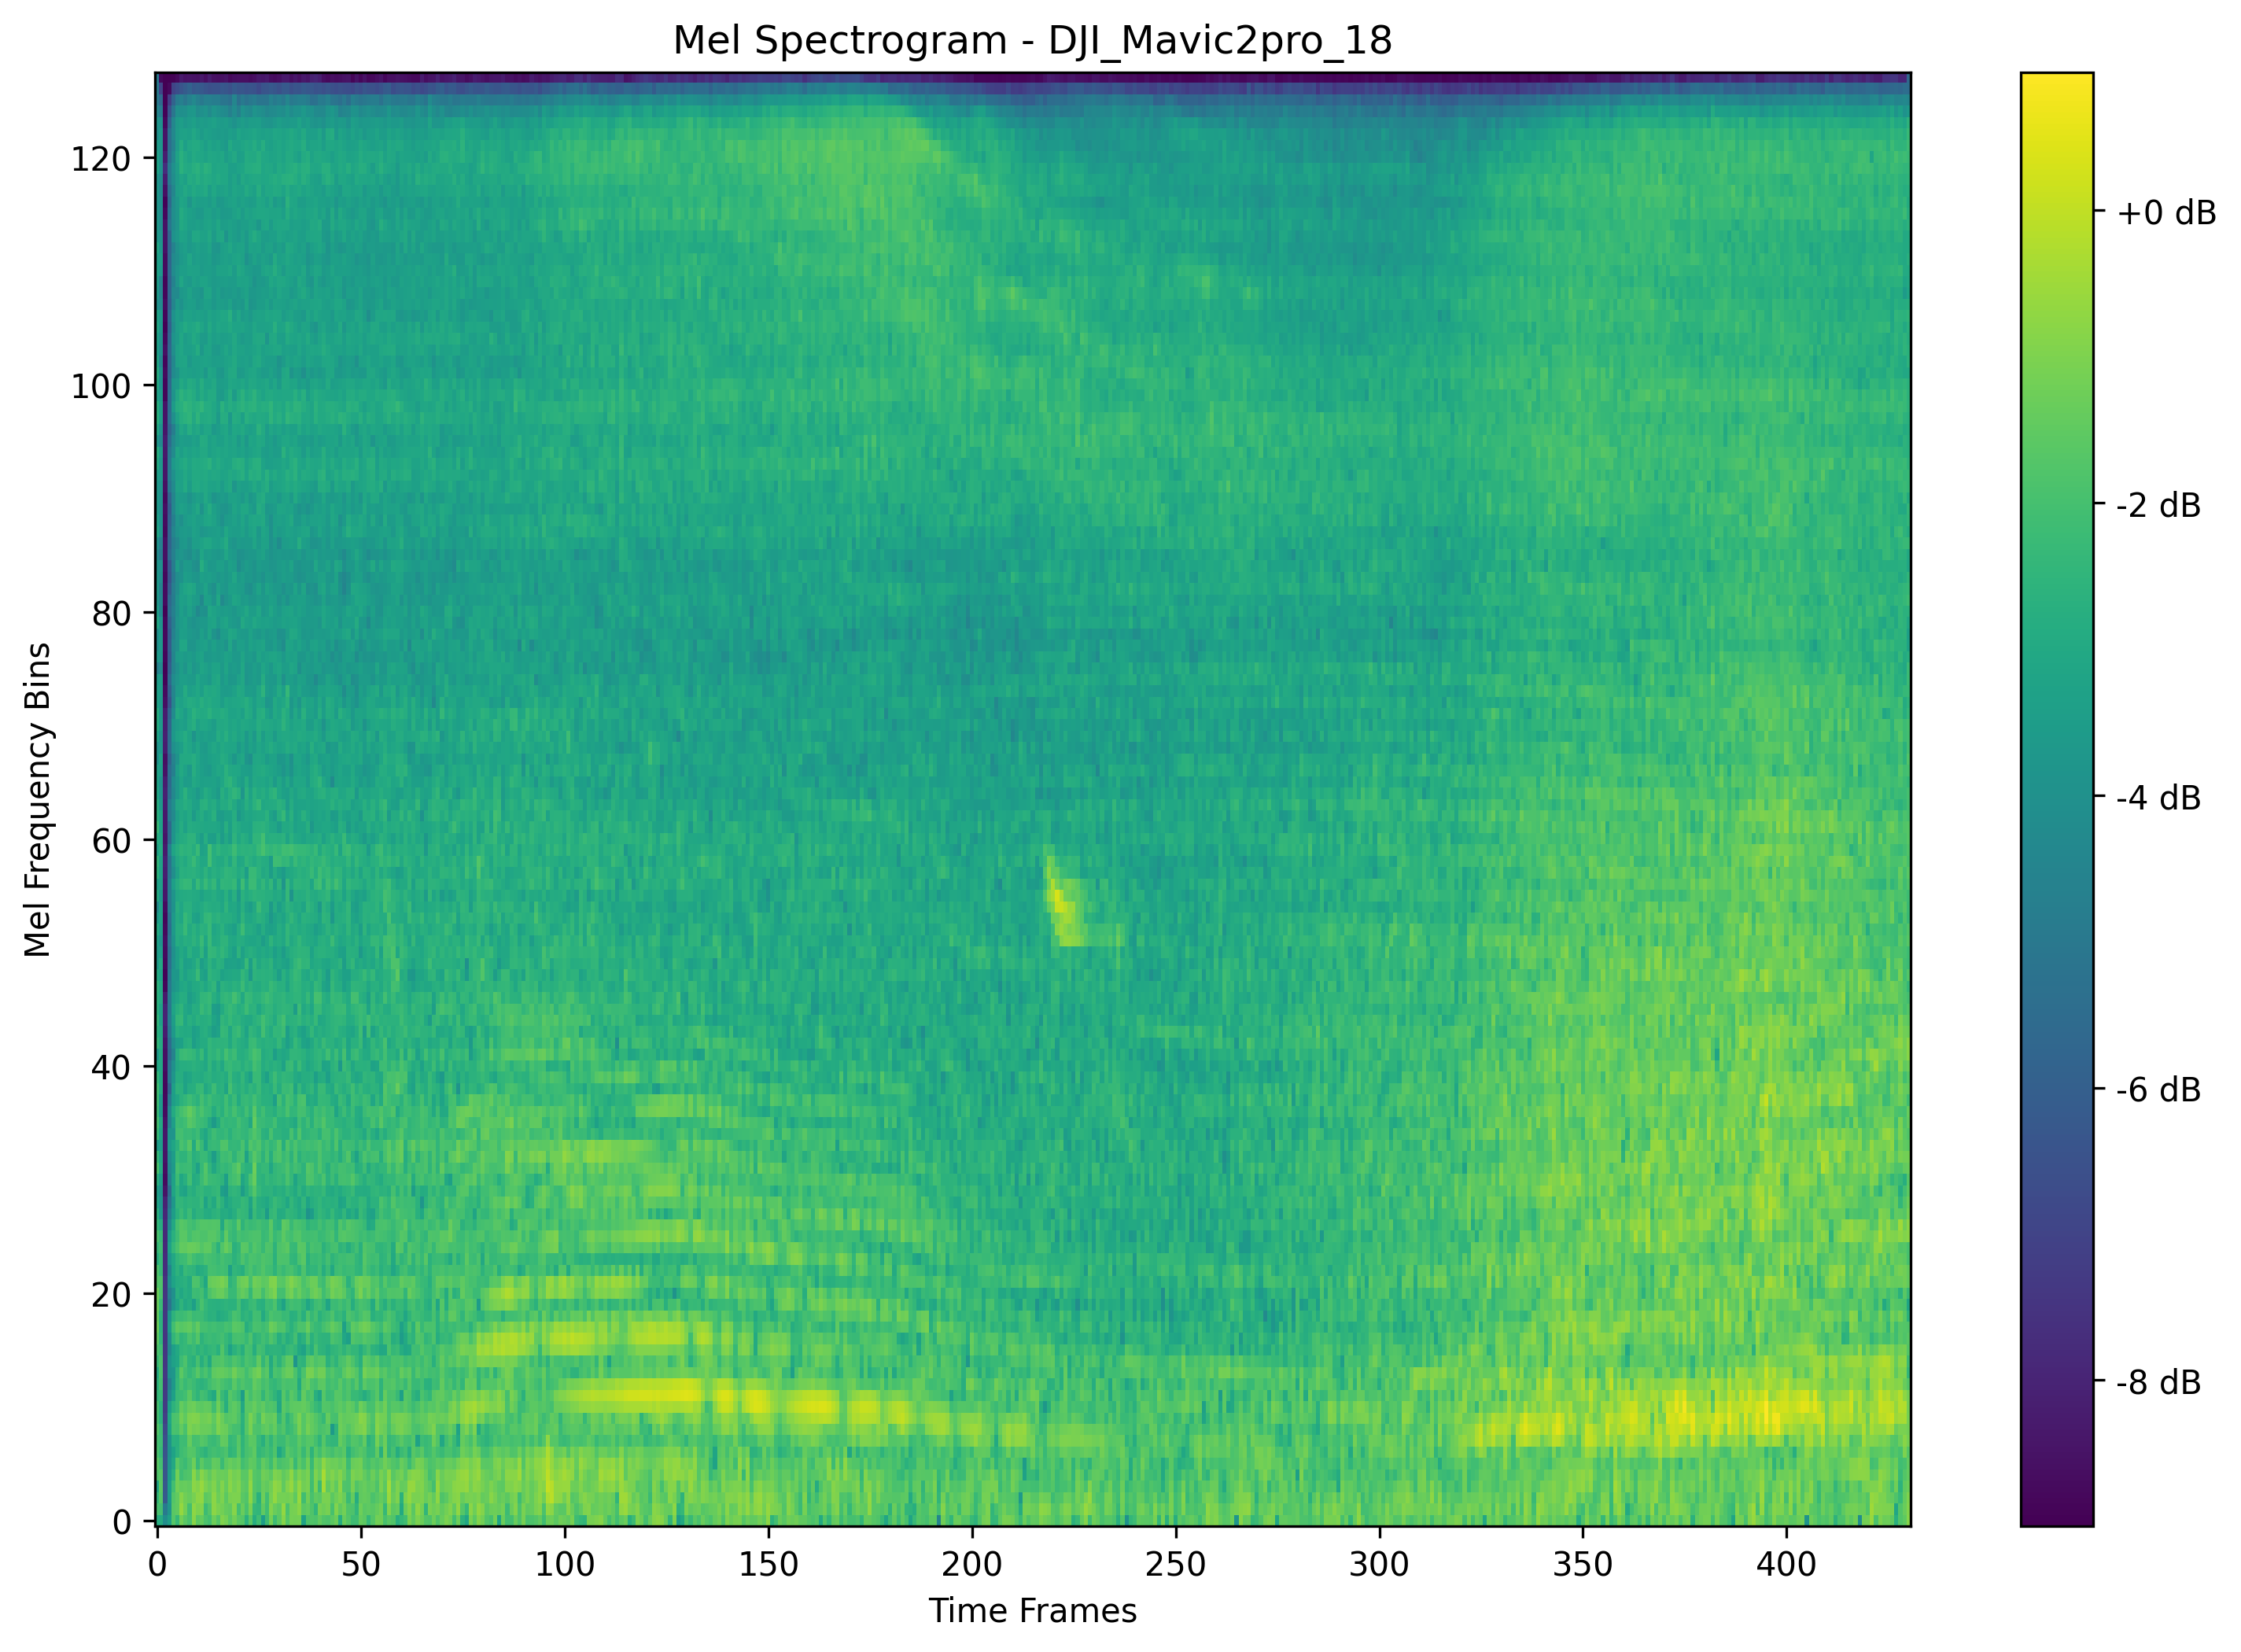 Mel Spectrogram - DJI_Mavic2pro_18
Mel Frequency Bins
120
100
80
60
40
20
0
0 50 100 150 200 250 300 350 400
Time Frames
+0 dB
-2 dB
-4 dB
-6 dB
-8 dB